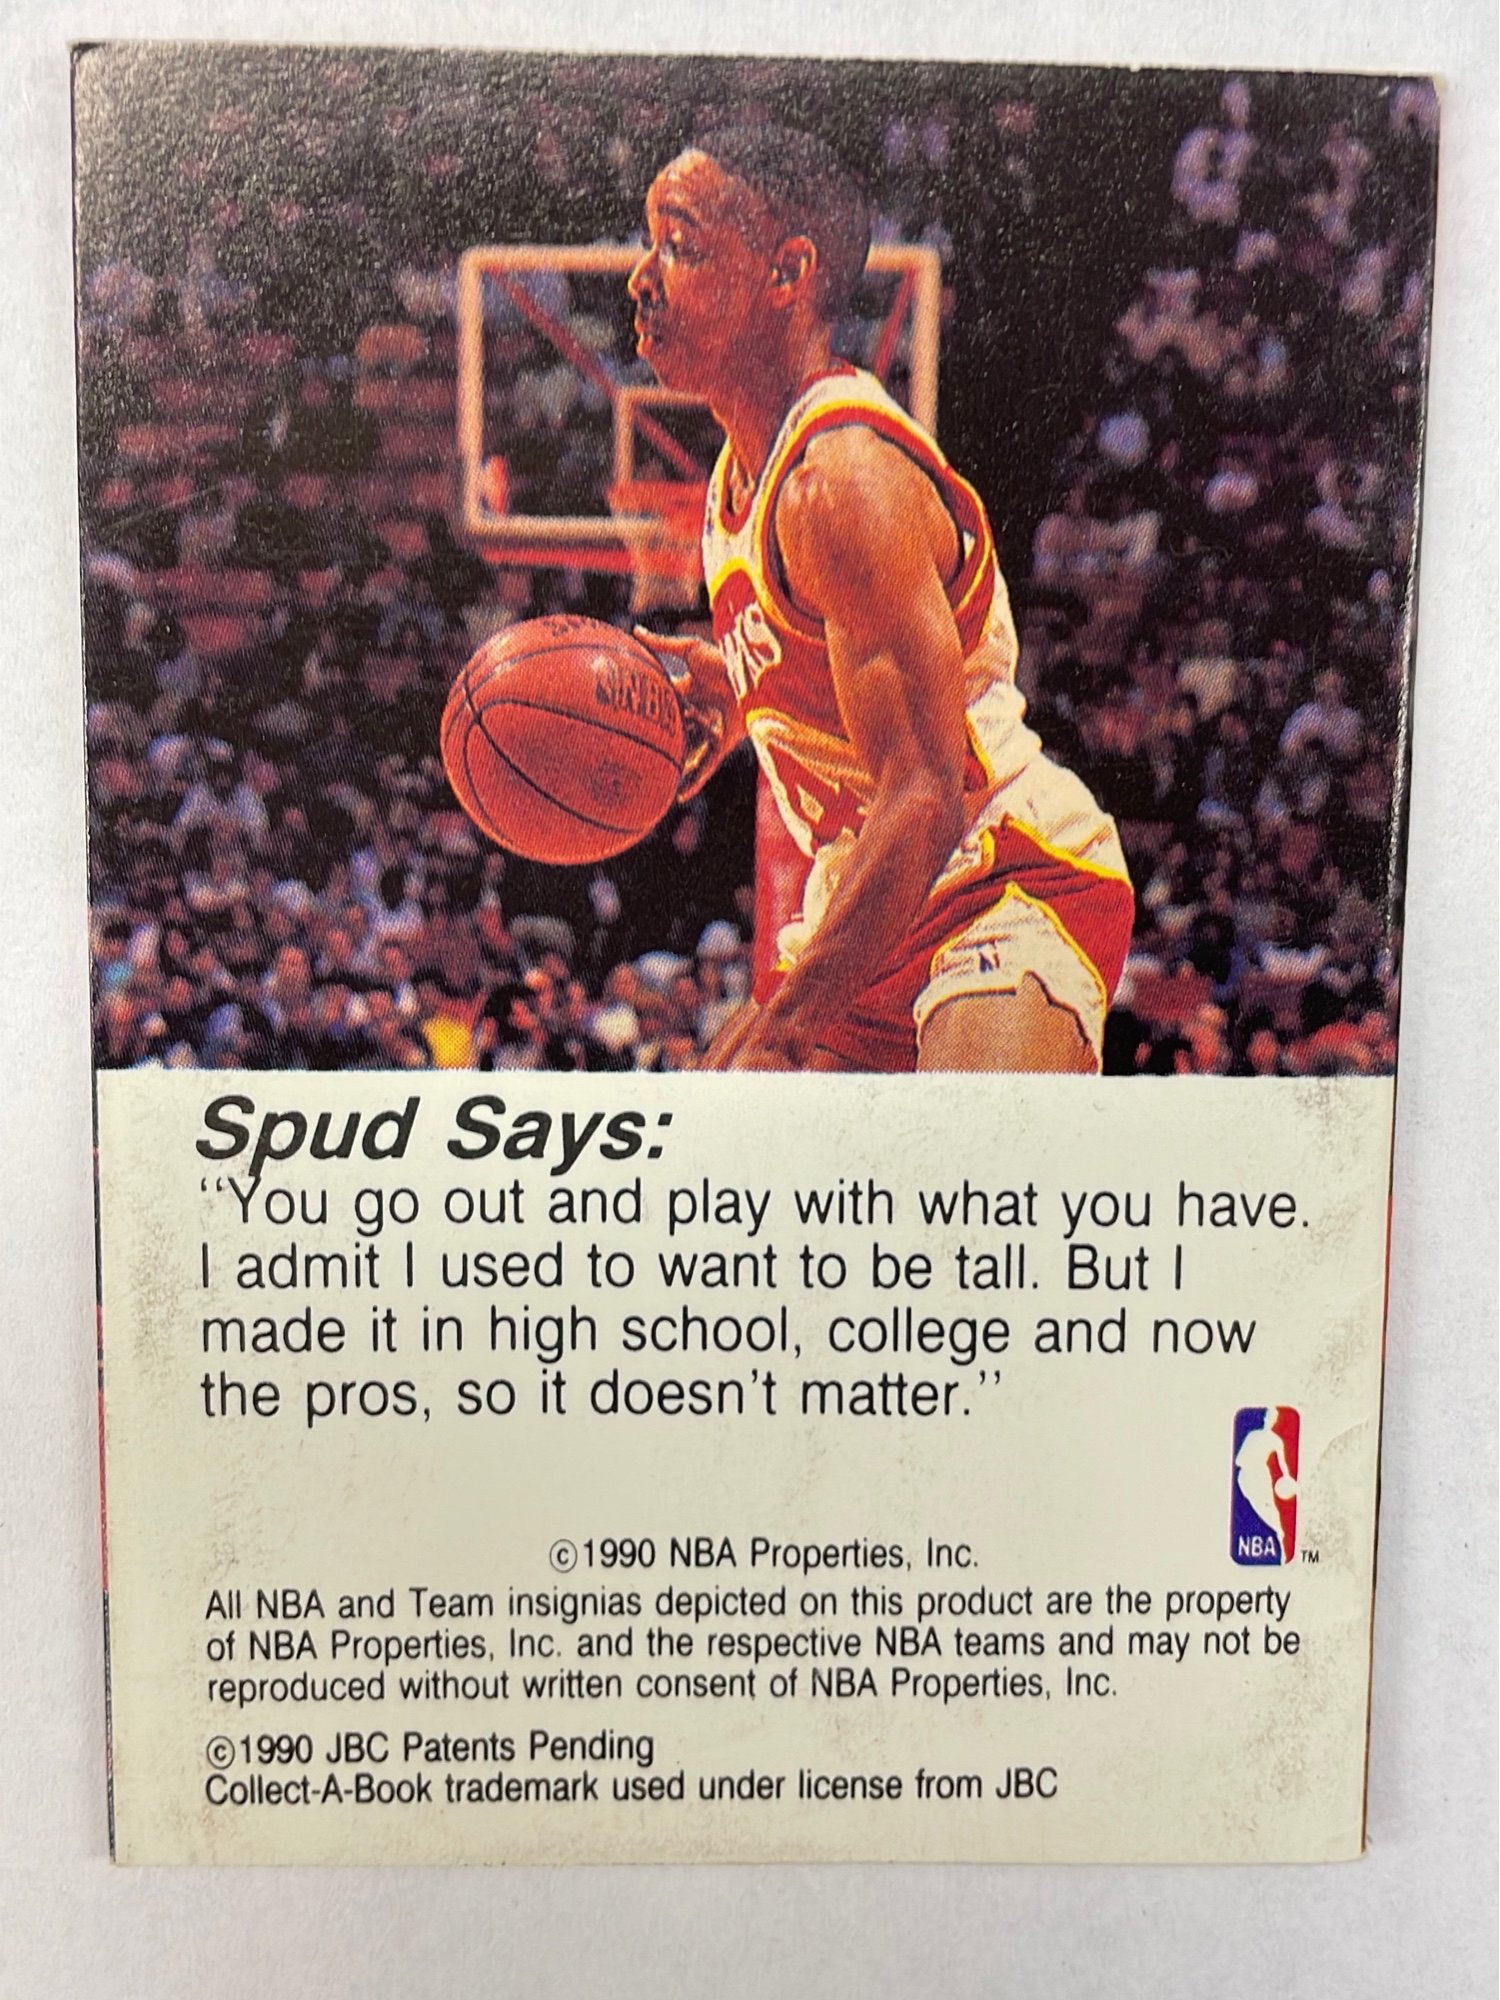 WKS
NBA
Spud Says:
“You go out and play with what you have.
I admit I used to want to be tall. But I
made it in high school, college and now
the pros, so it doesn't matter.”
NBA
TM
©1990 NBA Properties, Inc.
All NBA and Team insignias depicted on this product are the property
of NBA Properties, Inc. and the respective NBA teams and may not be
reproduced without written consent of NBA Properties, Inc.
©1990 JBC Patents Pending
Collect-A-Book trademark used under license from JBC